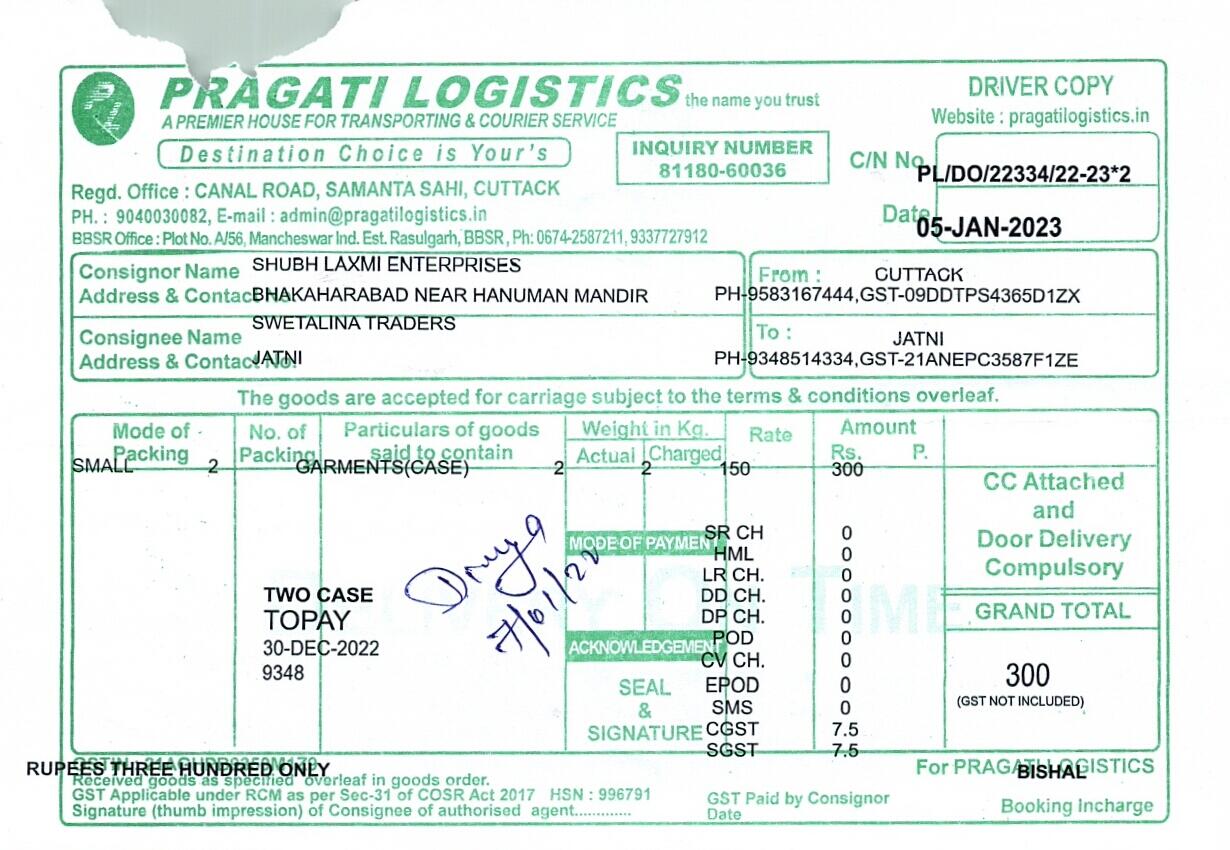 PRAGATI LOGISTICS the name you trust
A PREMIER HOUSE FOR TRANSPORTING & COURIER SERVICE
Destination Choice is Your's
INQUIRY NUMBER
81180-60036
DRIVER COPY
Website : pragatilogistics.in
C/N No. PL/DO/22334/22-23*2
Date 05-JAN-2023
Regd. Office : CANAL ROAD, SAMANTA SAHI, CUTTACK
PH. : 9040030082, E-mail : admin@pragatilogistics.in
BBSR Office : Plot No. A/56, Mancheswar Ind. Est. Rasulgarh, BBSR, Ph: 0674-2587211, 9337727912
Consignor Name SHUBH LAXMI ENTERPRISES
Address & Contact No. BHAKAHARABAD NEAR HANUMAN MANDIR
From : CUTTACK
PH-9583167444,GST-09DDTPS4365D1ZX
Consignee Name SWETALINA TRADERS
Address & Contact No. JATNI
To : JATNI
PH-9348514334,GST-21ANEPC3587F1ZE
The goods are accepted for carriage subject to the terms & conditions overleaf.
Mode of Packing No. of Packing Particulars of goods said to contain Weight in Kg. Actual Charged Rate Amount Rs. P.
SMALL 2 GARMENTS(CASE) 2 2 150 300
CC Attached
and
Door Delivery
Compulsory
GRAND TOTAL
300
(GST NOT INCLUDED)
MODE OF PAYMENT
SR CH 0
HML 0
LR CH. 0
DD CH. 0
DP CH. 0
POD 0
CV CH. 0
EPOD 0
SMS 0
CGST 7.5
SGST 7.5
ACKNOWLEDGEMENT
SEAL
&
SIGNATURE
TWO CASE
TOPAY
30-DEC-2022
9348
7/01/22
DELIVERY ON TIME
RUPEES THREE HUNDRED ONLY
Received goods as specified overleaf in goods order.
GST Applicable under RCM as per Sec-31 of COSR Act 2017 HSN : 996791
Signature (thumb impression) of Consignee of authorised agent.............
GST Paid by Consignor
Date
For PRAGATI LOGISTICS
BISHAL
Booking Incharge